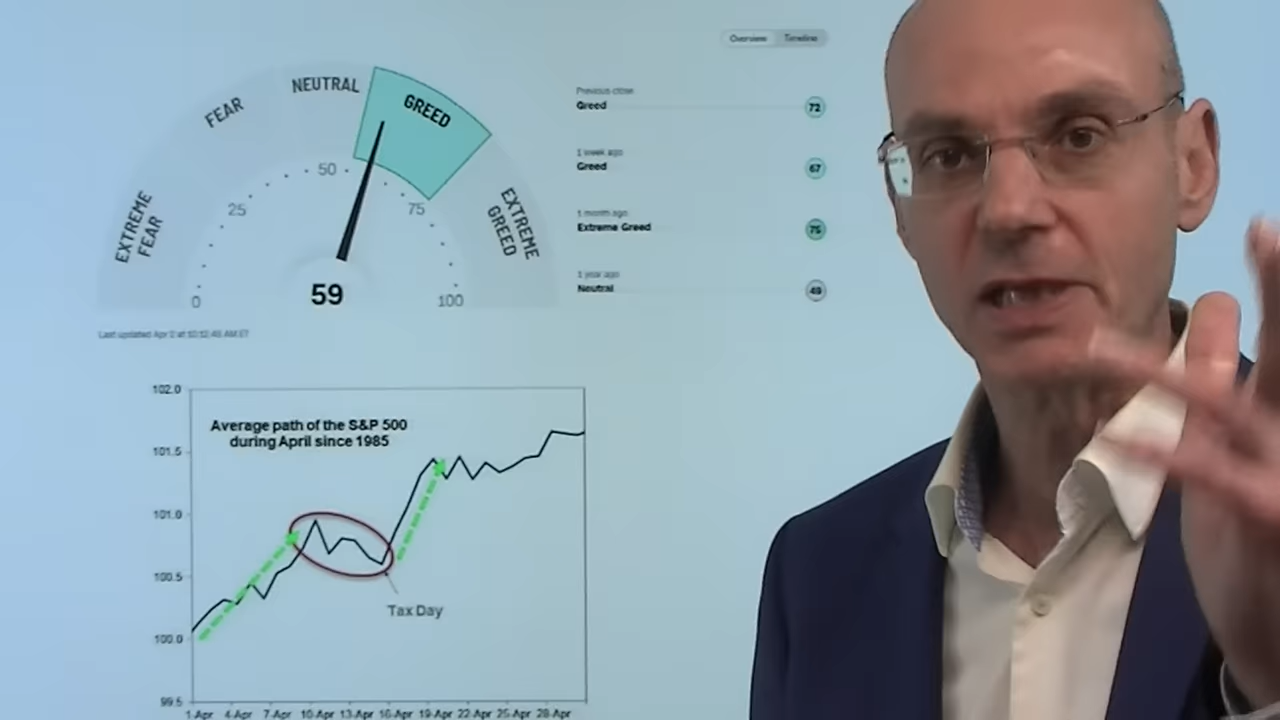 Overview Timeline
NEUTRAL
GREED
FEAR
EXTREME
FEAR
EXTREME
GREED
50
25
75
0
100
59
Previous close
Greed
72
1 week ago
Greed
67
1 month ago
Extreme Greed
75
1 year ago
Neutral
49
102.0
101.5
101.0
100.5
100.0
99.5
Average path of the S&P 500
during April since 1985
Tax Day
1-Apr 4-Apr 7-Apr 10-Apr 13-Apr 16-Apr 19-Apr 22-Apr 25-Apr 28-Apr